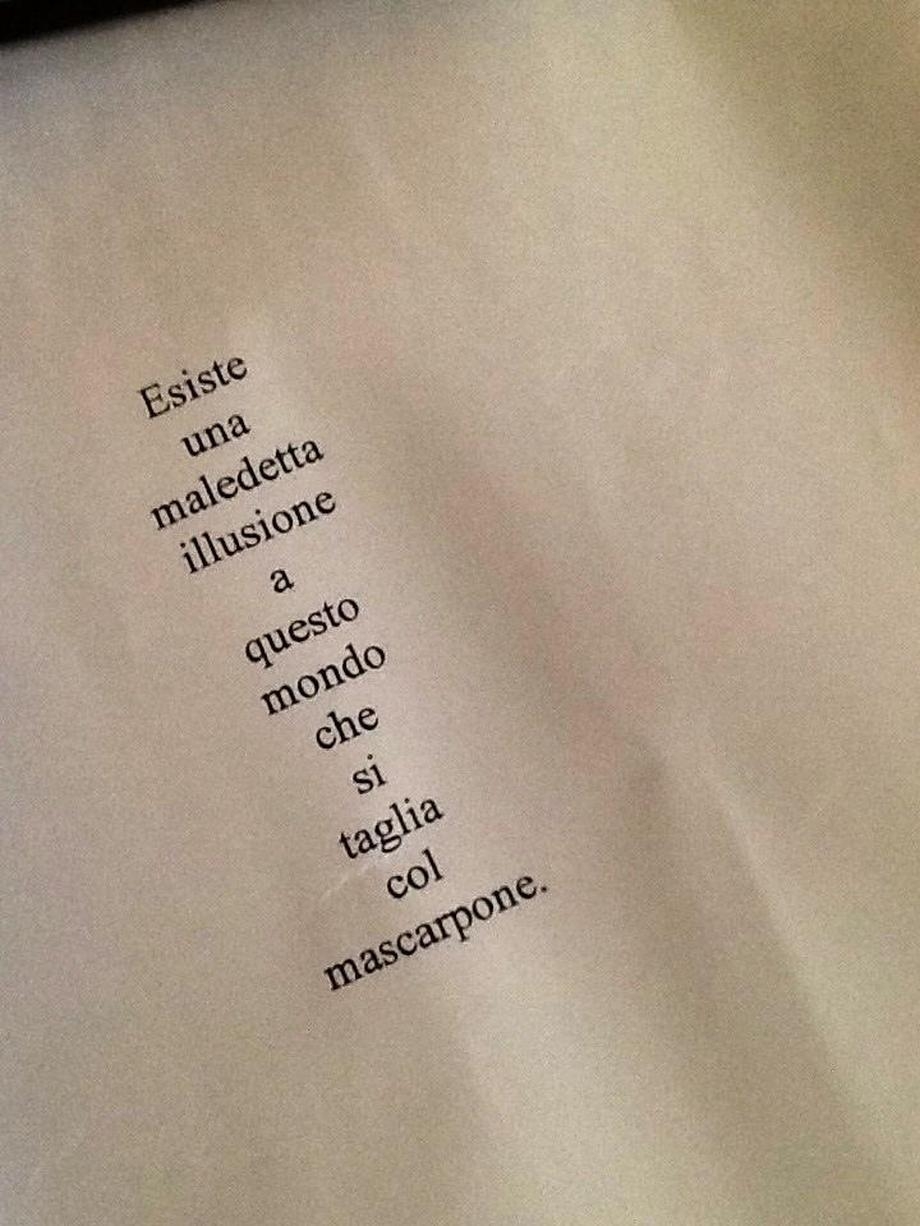 Esiste
una
maledetta
illusione
a
questo
mondo
che
si
taglia
col
mascarpone.